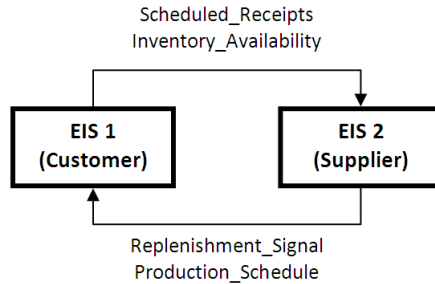 Scheduled_Receipts
Inventory_Availability
EIS 1
(Customer)
EIS 2
(Supplier)
Replenishment_Signal
Production_Schedule